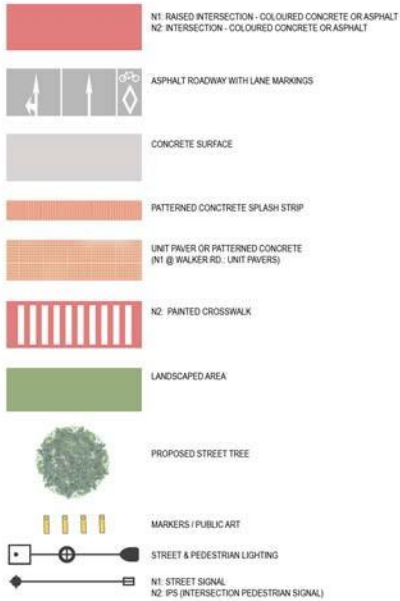 N1: RAISED INTERSECTION - COLOURED CONCRETE OR ASPHALT
N2: INTERSECTION - COLOURED CONCRETE OR ASPHALT
ASPHALT ROADWAY WITH LANE MARKINGS
CONCRETE SURFACE
PATTERNED CONCTRETE SPLASH STRIP
UNIT PAVER OR PATTERNED CONCRETE
(N1 @ WALKER RD.: UNIT PAVERS)
N2: PAINTED CROSSWALK
LANDSCAPED AREA
PROPOSED STREET TREE
MARKERS / PUBLIC ART
STREET & PEDESTRIAN LIGHTING
N1: STREET SIGNAL
N2: IPS (INTERSECTION PEDESTRIAN SIGNAL)